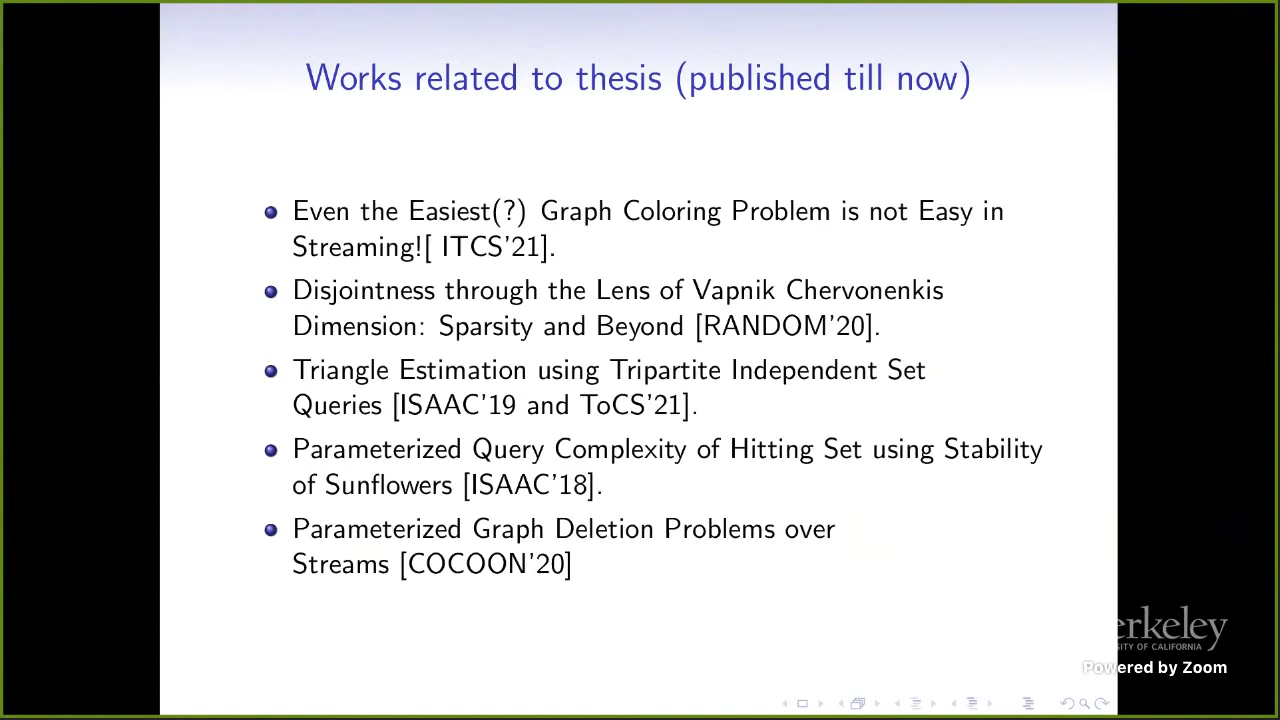 Works related to thesis (published till now)
Even the Easiest(?) Graph Coloring Problem is not Easy in
Streaming![ ITCS'21].
Disjointness through the Lens of Vapnik Chervonenkis
Dimension: Sparsity and Beyond [RANDOM'20].
Triangle Estimation using Tripartite Independent Set
Queries [ISAAC'19 and ToCS'21].
Parameterized Query Complexity of Hitting Set using Stability
of Sunflowers [ISAAC'18].
Parameterized Graph Deletion Problems over
Streams [COCOON'20]
erkeley
SITY OF CALIFORNIA
Powered by Zoom